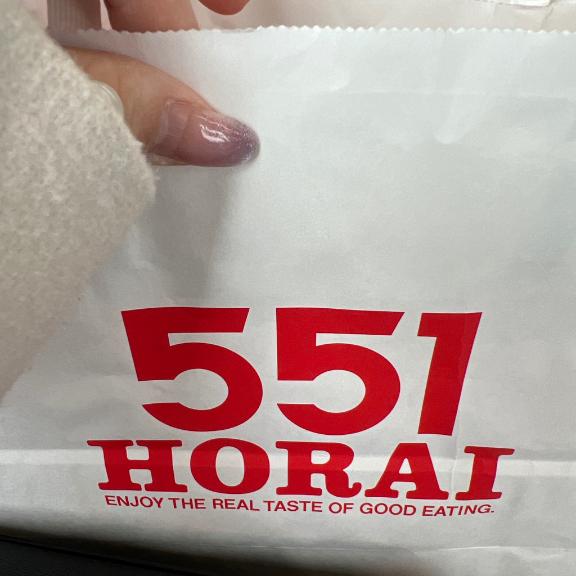 551
HORAI
ENJOY THE REAL TASTE OF GOOD EATING.